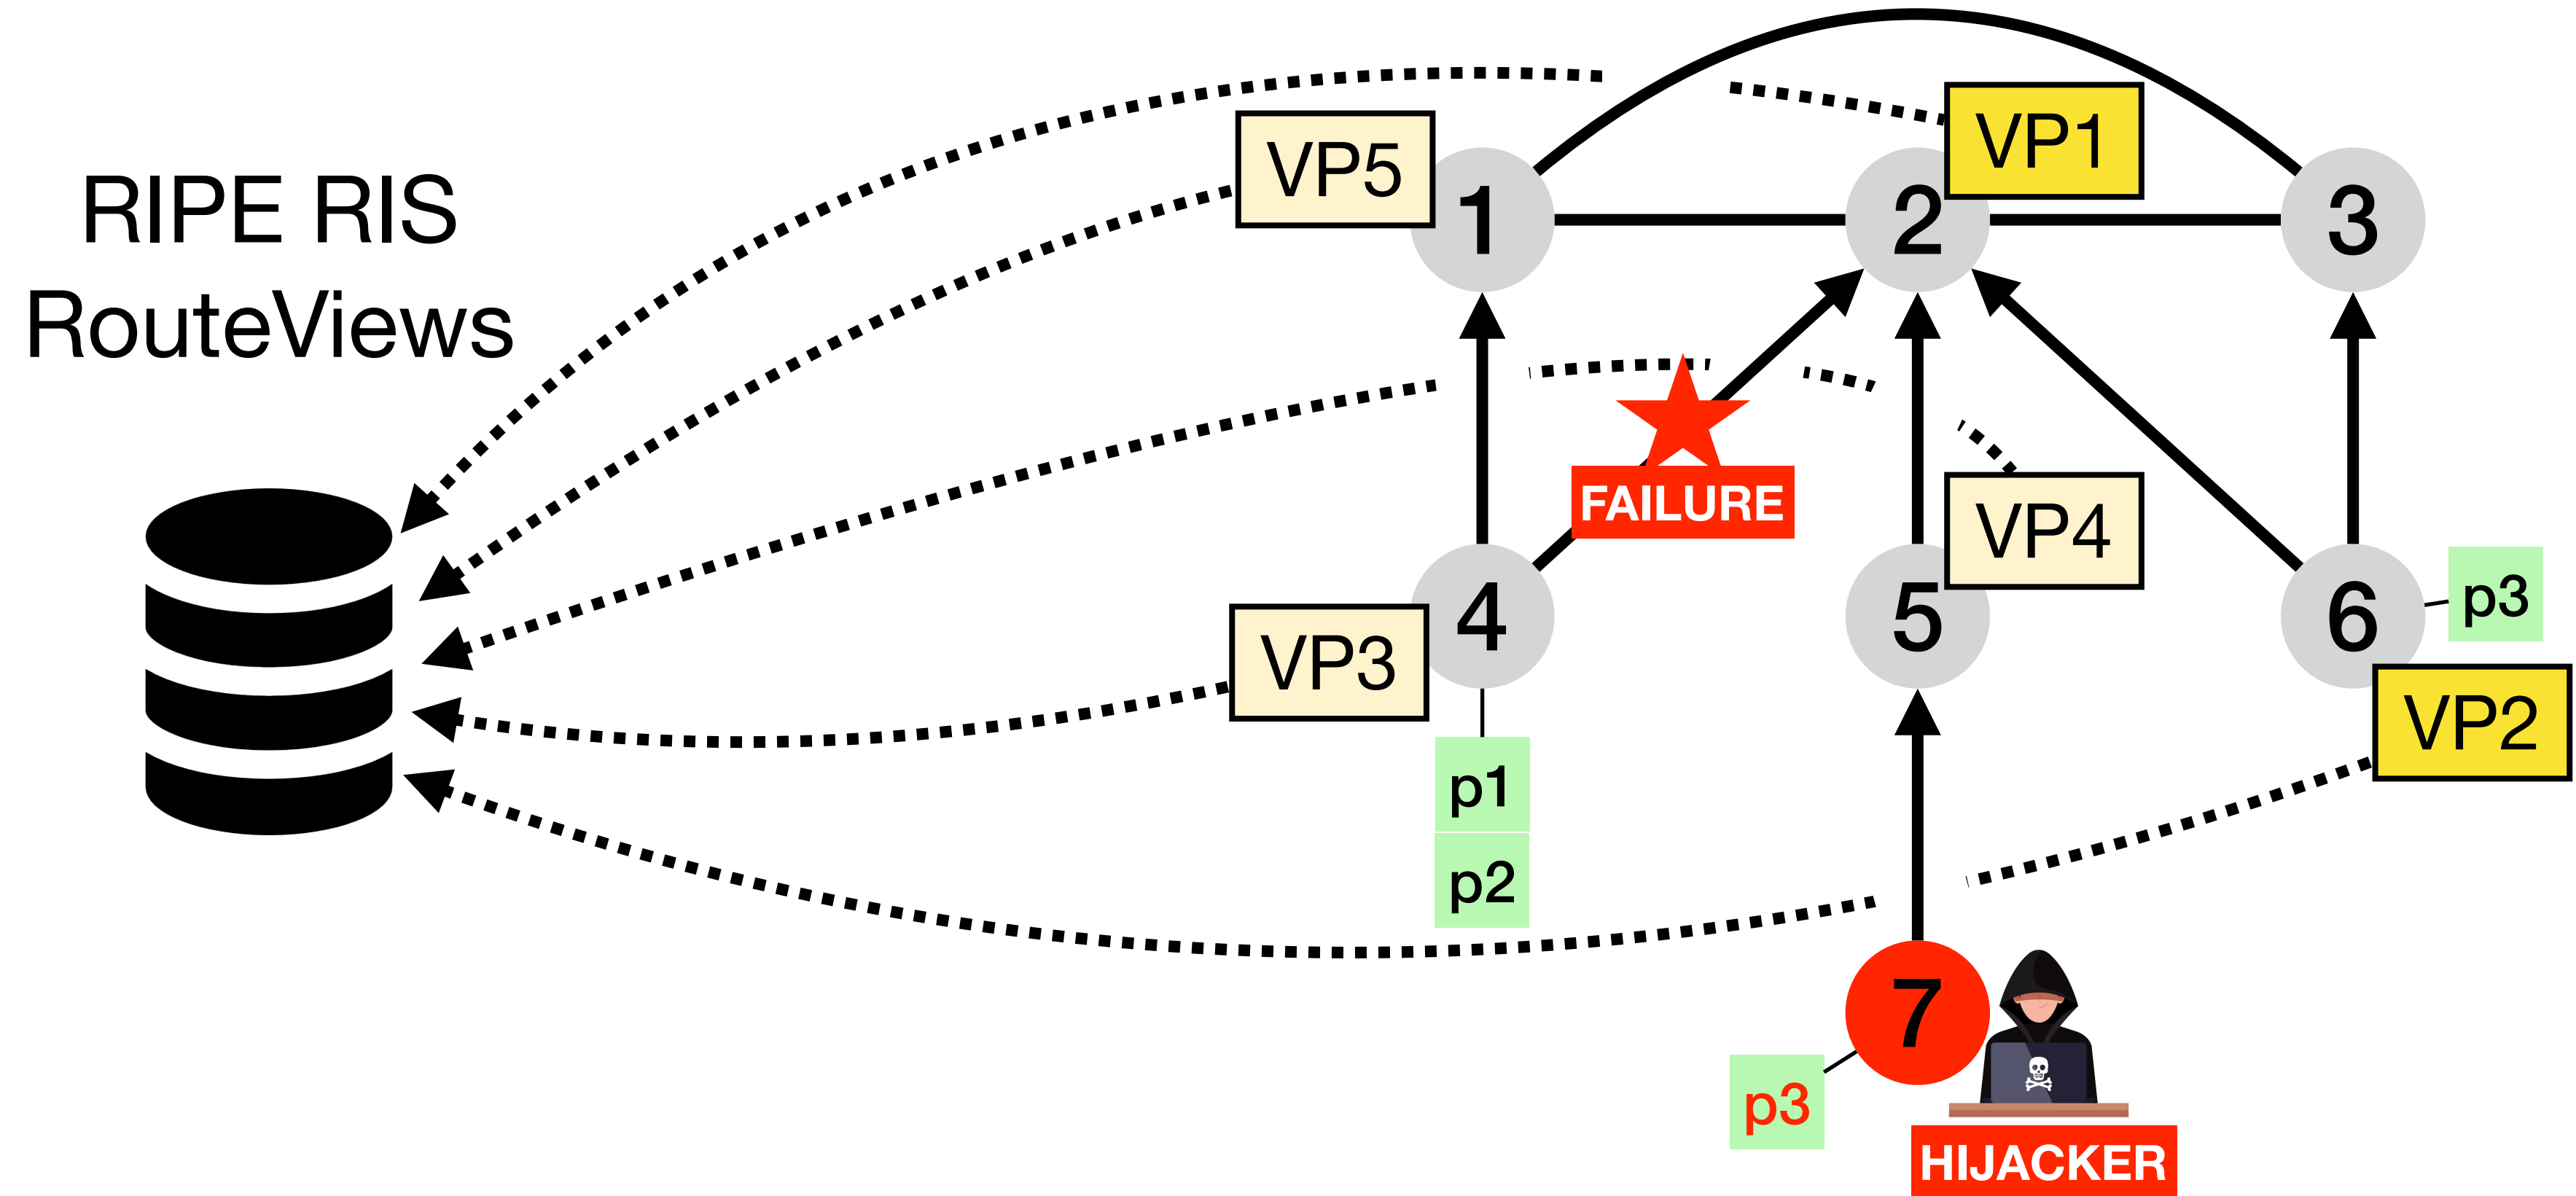 RIPE RIS
RouteViews
VP5
VP1
1
2
3
FAILURE
VP4
VP3
4
5
6
p3
VP2
p1
p2
7
p3
HIJACKER